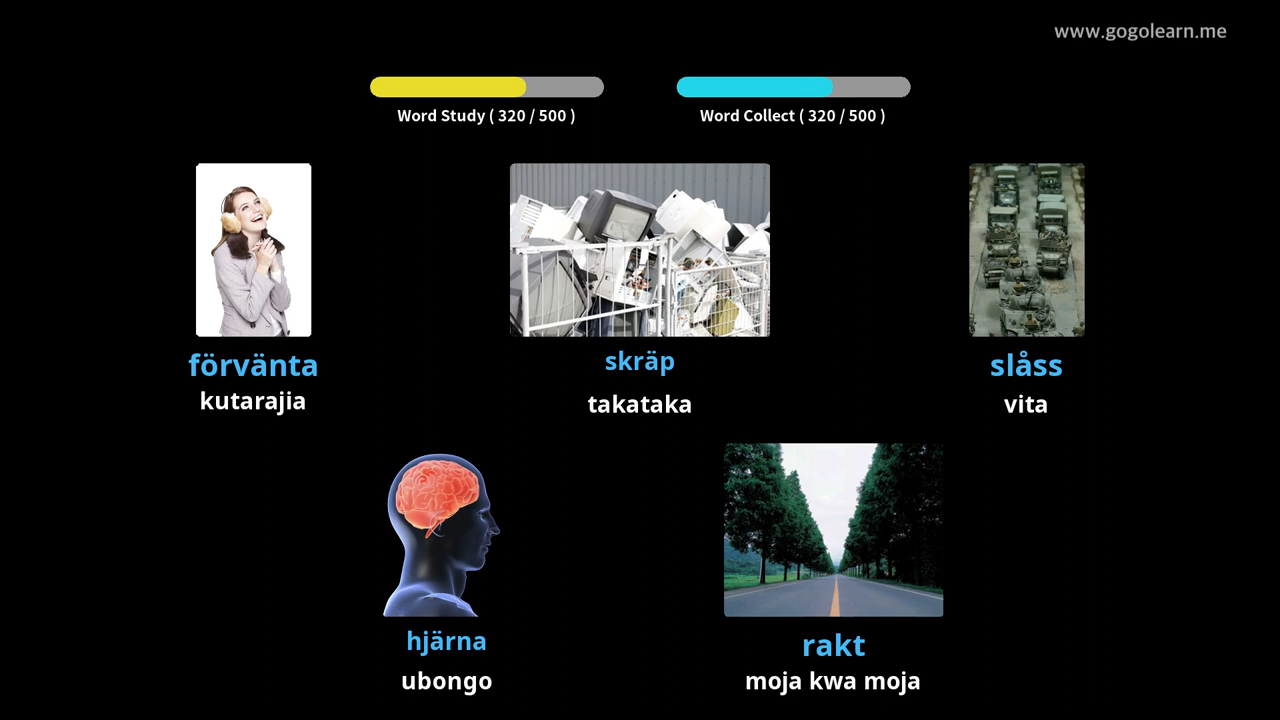 www.gogolearn.me
Word Study ( 320 / 500 )
Word Collect ( 320 / 500 )
förvänta
kutarajia
skräp
takataka
slåss
vita
hjärna
ubongo
rakt
moja kwa moja